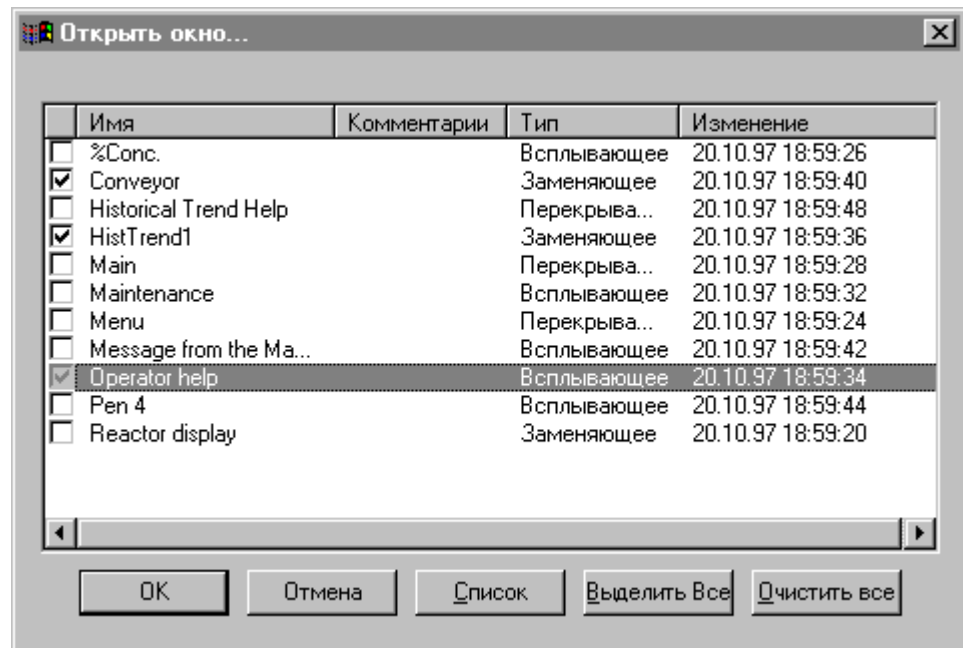 Открыть окно...
Имя Комментарии Тип Изменение
%Conc. Всплывающее 20.10.97 18:59:26
Conveyor Заменяющее 20.10.97 18:59:40
Historical Trend Help Перекрыва... 20.10.97 18:59:48
HistTrend1 Заменяющее 20.10.97 18:59:36
Main Перекрыва... 20.10.97 18:59:28
Maintenance Всплывающее 20.10.97 18:59:32
Menu Перекрыва... 20.10.97 18:59:24
Message from the Ma... Всплывающее 20.10.97 18:59:42
Operator help Всплывающее 20.10.97 18:59:34
Pen 4 Всплывающее 20.10.97 18:59:44
Reactor display Заменяющее 20.10.97 18:59:20
OK Отмена Список Выделить Все Очистить все